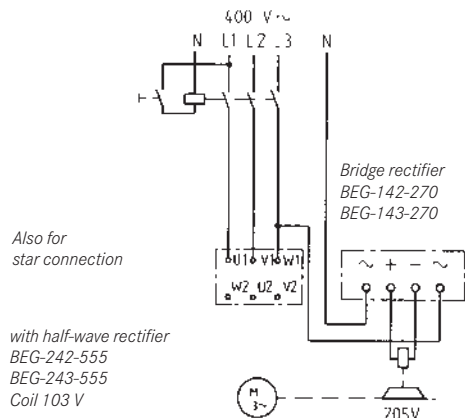 400 V ~
N L1 L2 L3 N
Bridge rectifier
BEG-142-270
BEG-143-270
Also for
star connection
U1 V1 W1
W2 U2 V2
~ + - ~
with half-wave rectifier
BEG-242-555
BEG-243-555
Coil 103 V
M
3~
205V